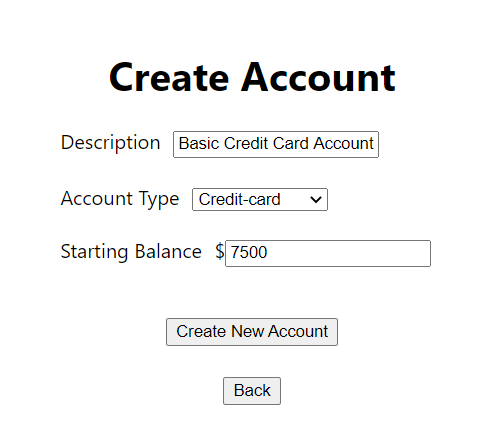 Create Account
Description Basic Credit Card Account
Account Type Credit-card
Starting Balance $7500
Create New Account
Back